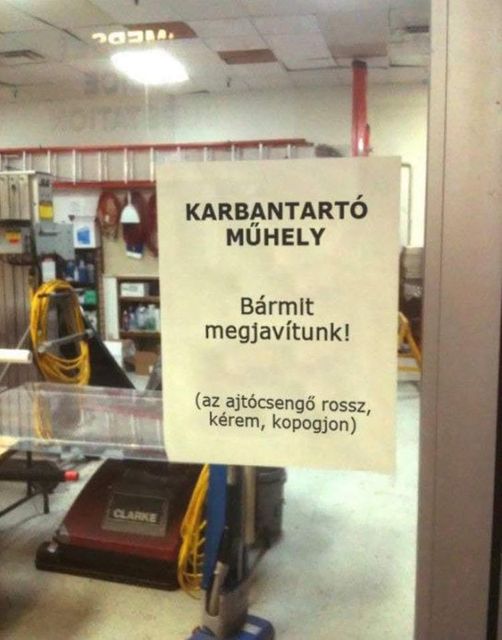 KARBANTARTÓ
MŰHELY
Bármit
megjavítunk!
(az ajtócsengő rossz,
kérem, kopogjon)
CLARKE